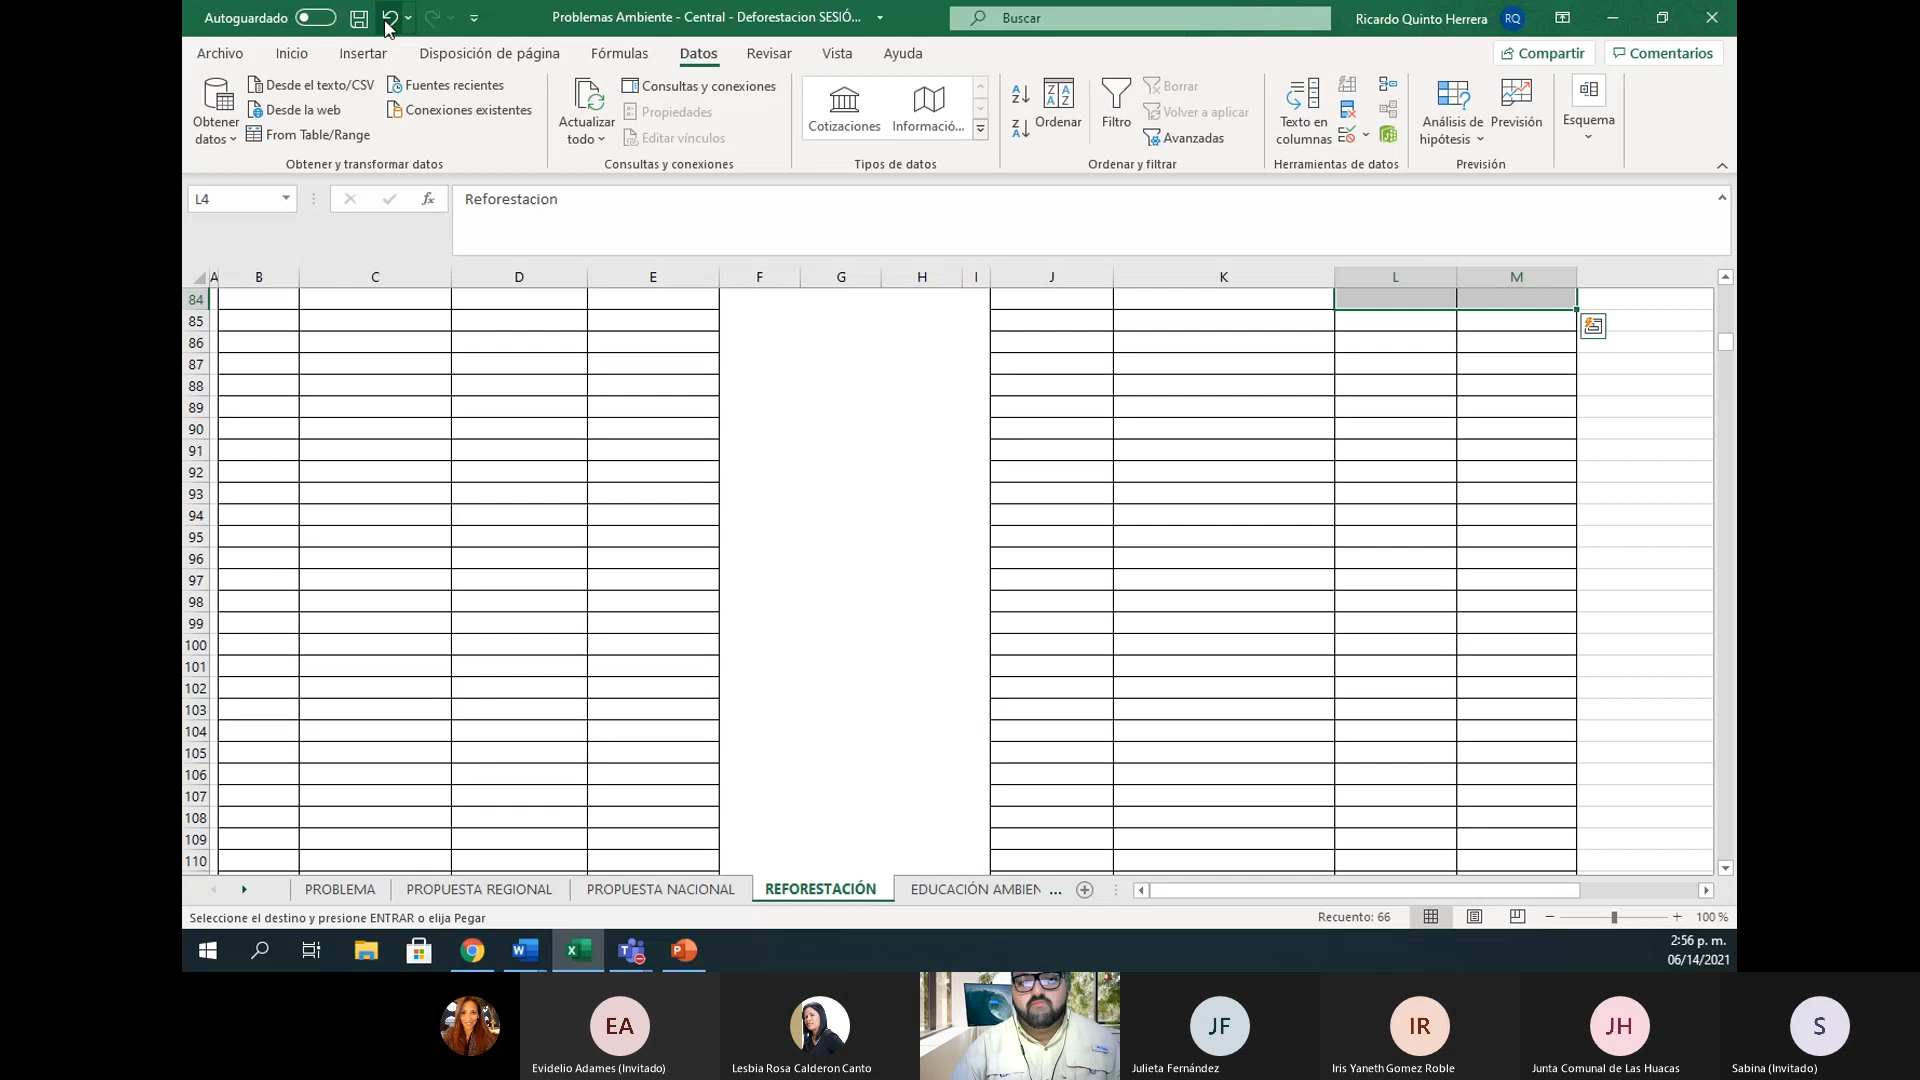 Autoguardado
Problemas Ambiente - Central - Deforestacion SESIÓ...
Buscar
Ricardo Quinto Herrera
RQ
Archivo Inicio Insertar Disposición de página Fórmulas Datos Revisar Vista Ayuda
Compartir Comentarios
Obtener datos
Desde el texto/CSV
Desde la web
From Table/Range
Fuentes recientes
Conexiones existentes
Obtener y transformar datos
Actualizar todo
Consultas y conexiones
Propiedades
Editar vínculos
Consultas y conexiones
Cotizaciones Informació...
Tipos de datos
Ordenar
Filtro
Borrar
Volver a aplicar
Avanzadas
Ordenar y filtrar
Texto en columnas
Herramientas de datos
Análisis de hipótesis
Previsión
Previsión
Esquema
L4
fx
Reforestacion
A B C D E F G H I J K L M
84
85
86
87
88
89
90
91
92
93
94
95
96
97
98
99
100
101
102
103
104
105
106
107
108
109
110
PROBLEMA PROPUESTA REGIONAL PROPUESTA NACIONAL REFORESTACIÓN EDUCACIÓN AMBIEN ...
Seleccione el destino y presione ENTRAR o elija Pegar
Recuento: 66
100 %
2:56 p. m.
06/14/2021
EA
Evidelio Adames (Invitado)
Lesbia Rosa Calderon Canto
JF
Julieta Fernández
IR
Iris Yaneth Gomez Roble
JH
Junta Comunal de Las Huacas
S
Sabina (Invitado)